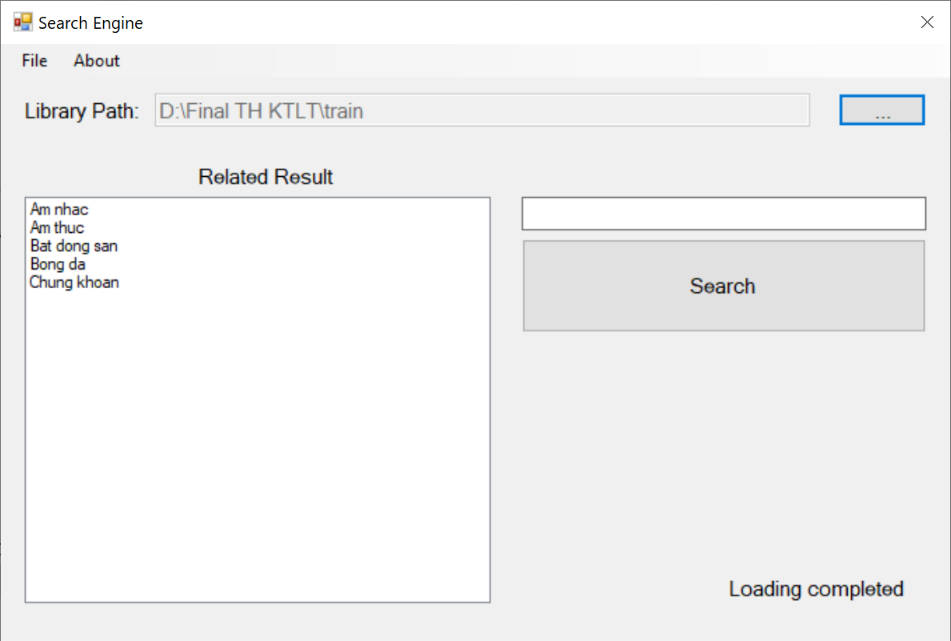 Search Engine
File About
Library Path: D:\Final TH KTLT\train ...
Related Result
Am nhac
Am thuc
Bat dong san
Bong da
Chung khoan
Search
Loading completed